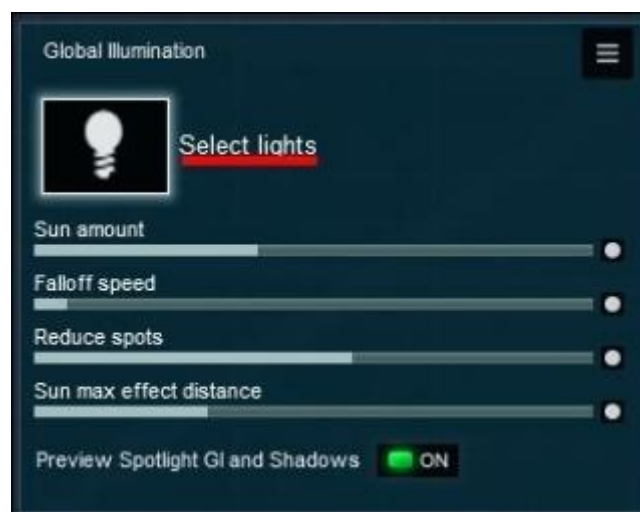 Global Illumination
Select lights
Sun amount
Falloff speed
Reduce spots
Sun max effect distance
Preview Spotlight GI and Shadows ON